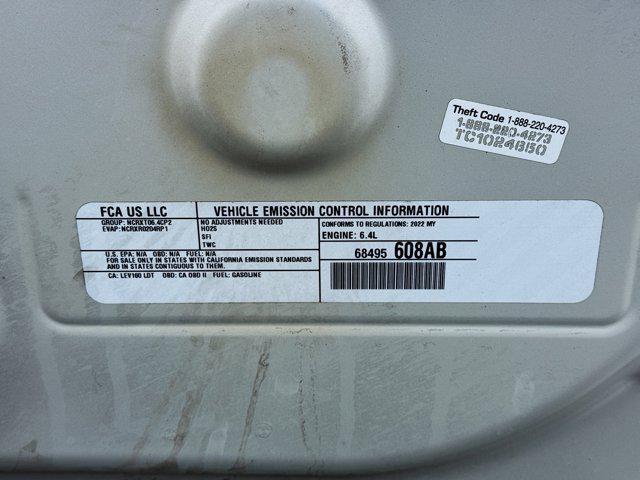 Theft Code 1-888-220-4273
1-888-220-4273
TC1024650
FCA US LLC
VEHICLE EMISSION CONTROL INFORMATION
GROUP: NCRXT06.4CP2
EVAP: NCRXR0204RP1
NO ADJUSTMENTS NEEDED
HO2S
SFI
TWC
CONFORMS TO REGULATIONS: 2022 MY
ENGINE: 6.4L
U.S. EPA: N/A OBD: N/A FUEL: N/A
FOR SALE ONLY IN STATES WITH CALIFORNIA EMISSION STANDARDS
AND IN STATES CONTIGUOUS TO THEM.
68495 608AB
CA: LEV160 LDT OBD: CA OBD II FUEL: GASOLINE